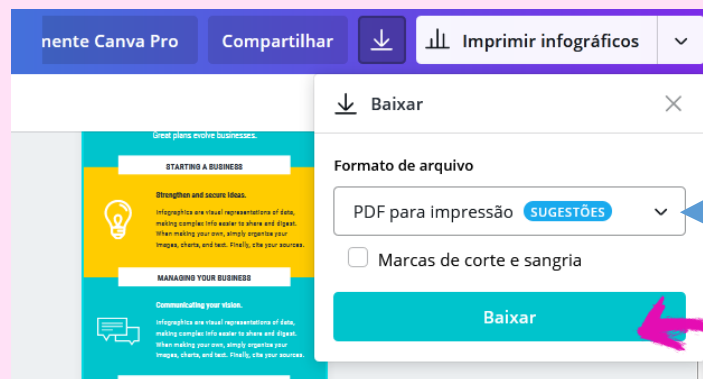 mente Canva Pro
Compartilhar
Imprimir infográficos
Baixar
Formato de arquivo
PDF para impressão SUGESTÕES
Marcas de corte e sangria
Baixar
Great plans evolve businesses.
STARTING A BUSINESS
Strengthen and secure ideas.
Infographics are visual representations of data,
making complex info easier to share and digest.
When making your own, simply organize your
images, charts, and text. Finally, cite your sources.
MANAGING YOUR BUSINESS
Communicating your vision.
Infographics are visual representations of data,
making complex info easier to share and digest.
When making your own, simply organize your
images, charts, and text. Finally, cite your sources.